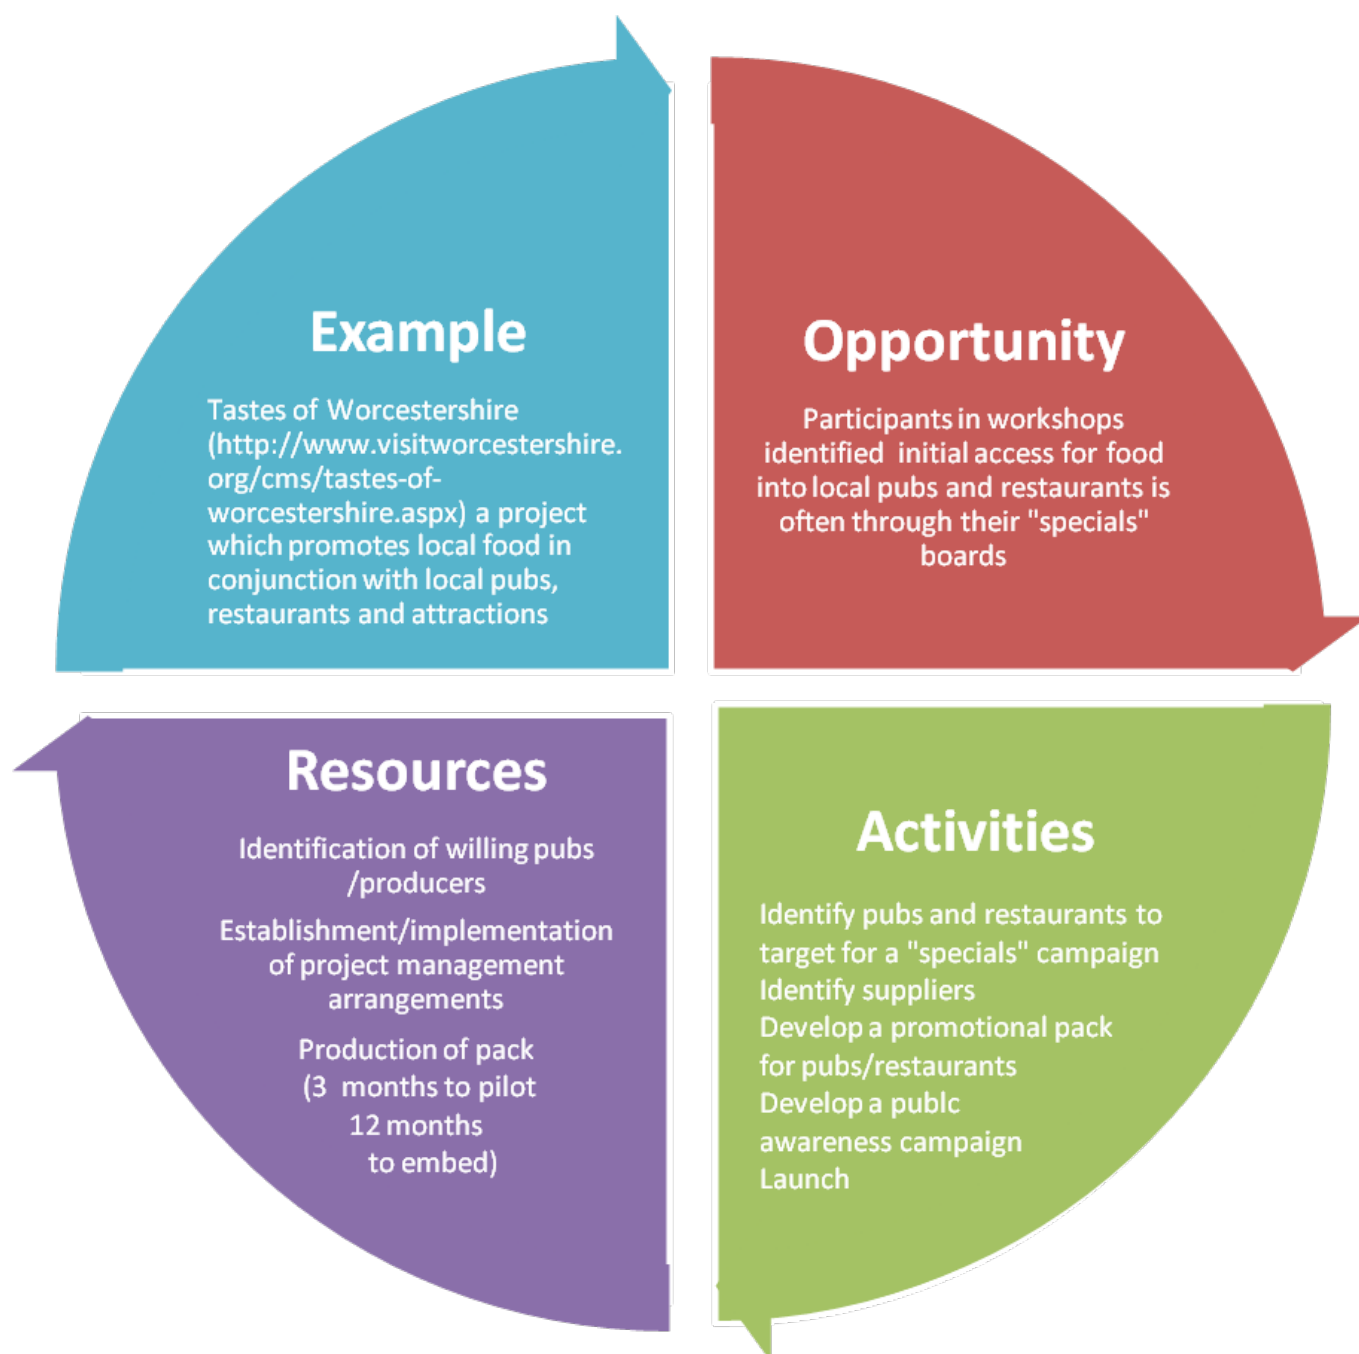 Example
Tastes of Worcestershire
(http://www.visitworcestershire.
org/cms/tastes-of-
worcestershire.aspx) a project
which promotes local food in
conjunction with local pubs,
restaurants and attractions
Opportunity
Participants in workshops
identified initial access for food
into local pubs and restaurants is
often through their "specials"
boards
Resources
Identification of willing pubs
/producers
Establishment/implementation
of project management
arrangements
Production of pack
(3 months to pilot
12 months
to embed)
Activities
Identify pubs and restaurants to
target for a "specials" campaign
Identify suppliers
Develop a promotional pack
for pubs/restaurants
Develop a publc
awareness campaign
Launch